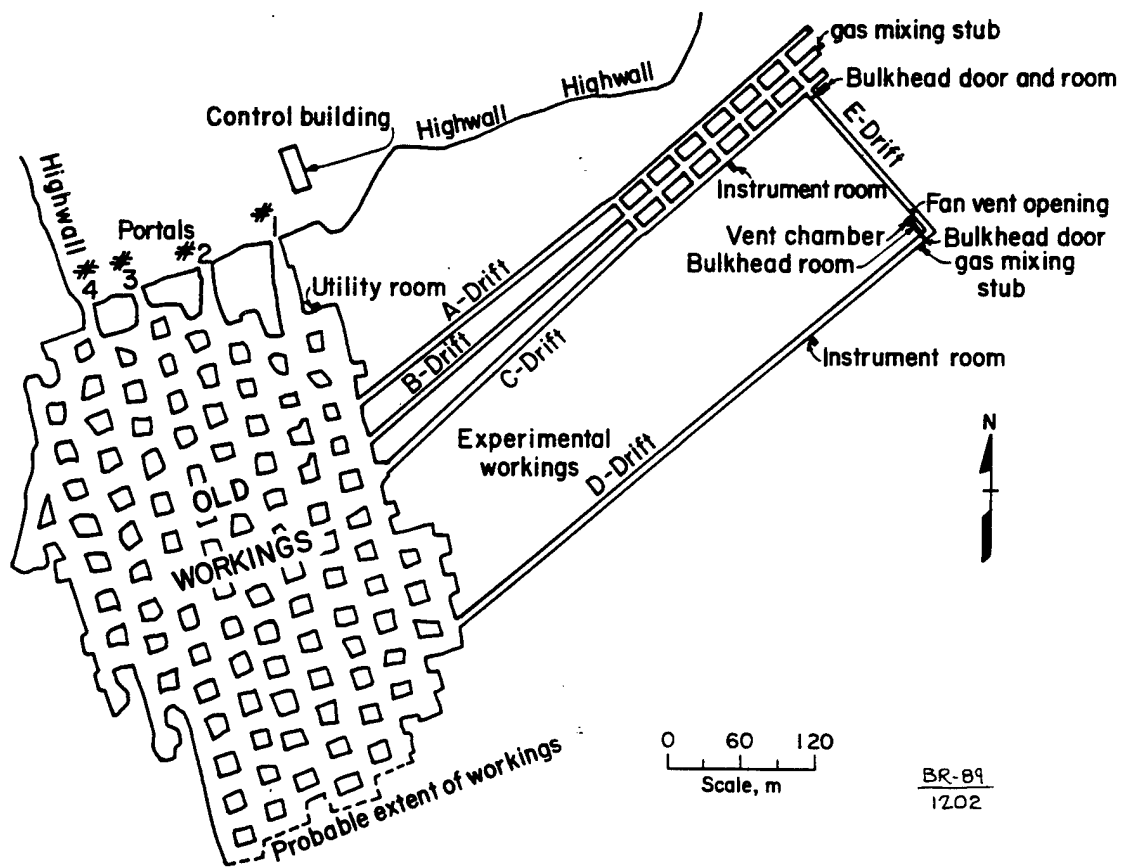 gas mixing stub
Bulkhead door and room
Highwall
Highwall
Control building
Highwall
E-Drift
Instrument room
Fan vent opening
Vent chamber
Bulkhead door
Bulkhead room
gas mixing
stub
#1
Portals
#2
#3
#4
Utility room
A-Drift
B-Drift
C-Drift
Instrument room
N
Experimental
workings
D-Drift
OLD
WORKINGS
Probable extent of workings
0 60 120
Scale, m
BR-89
1202